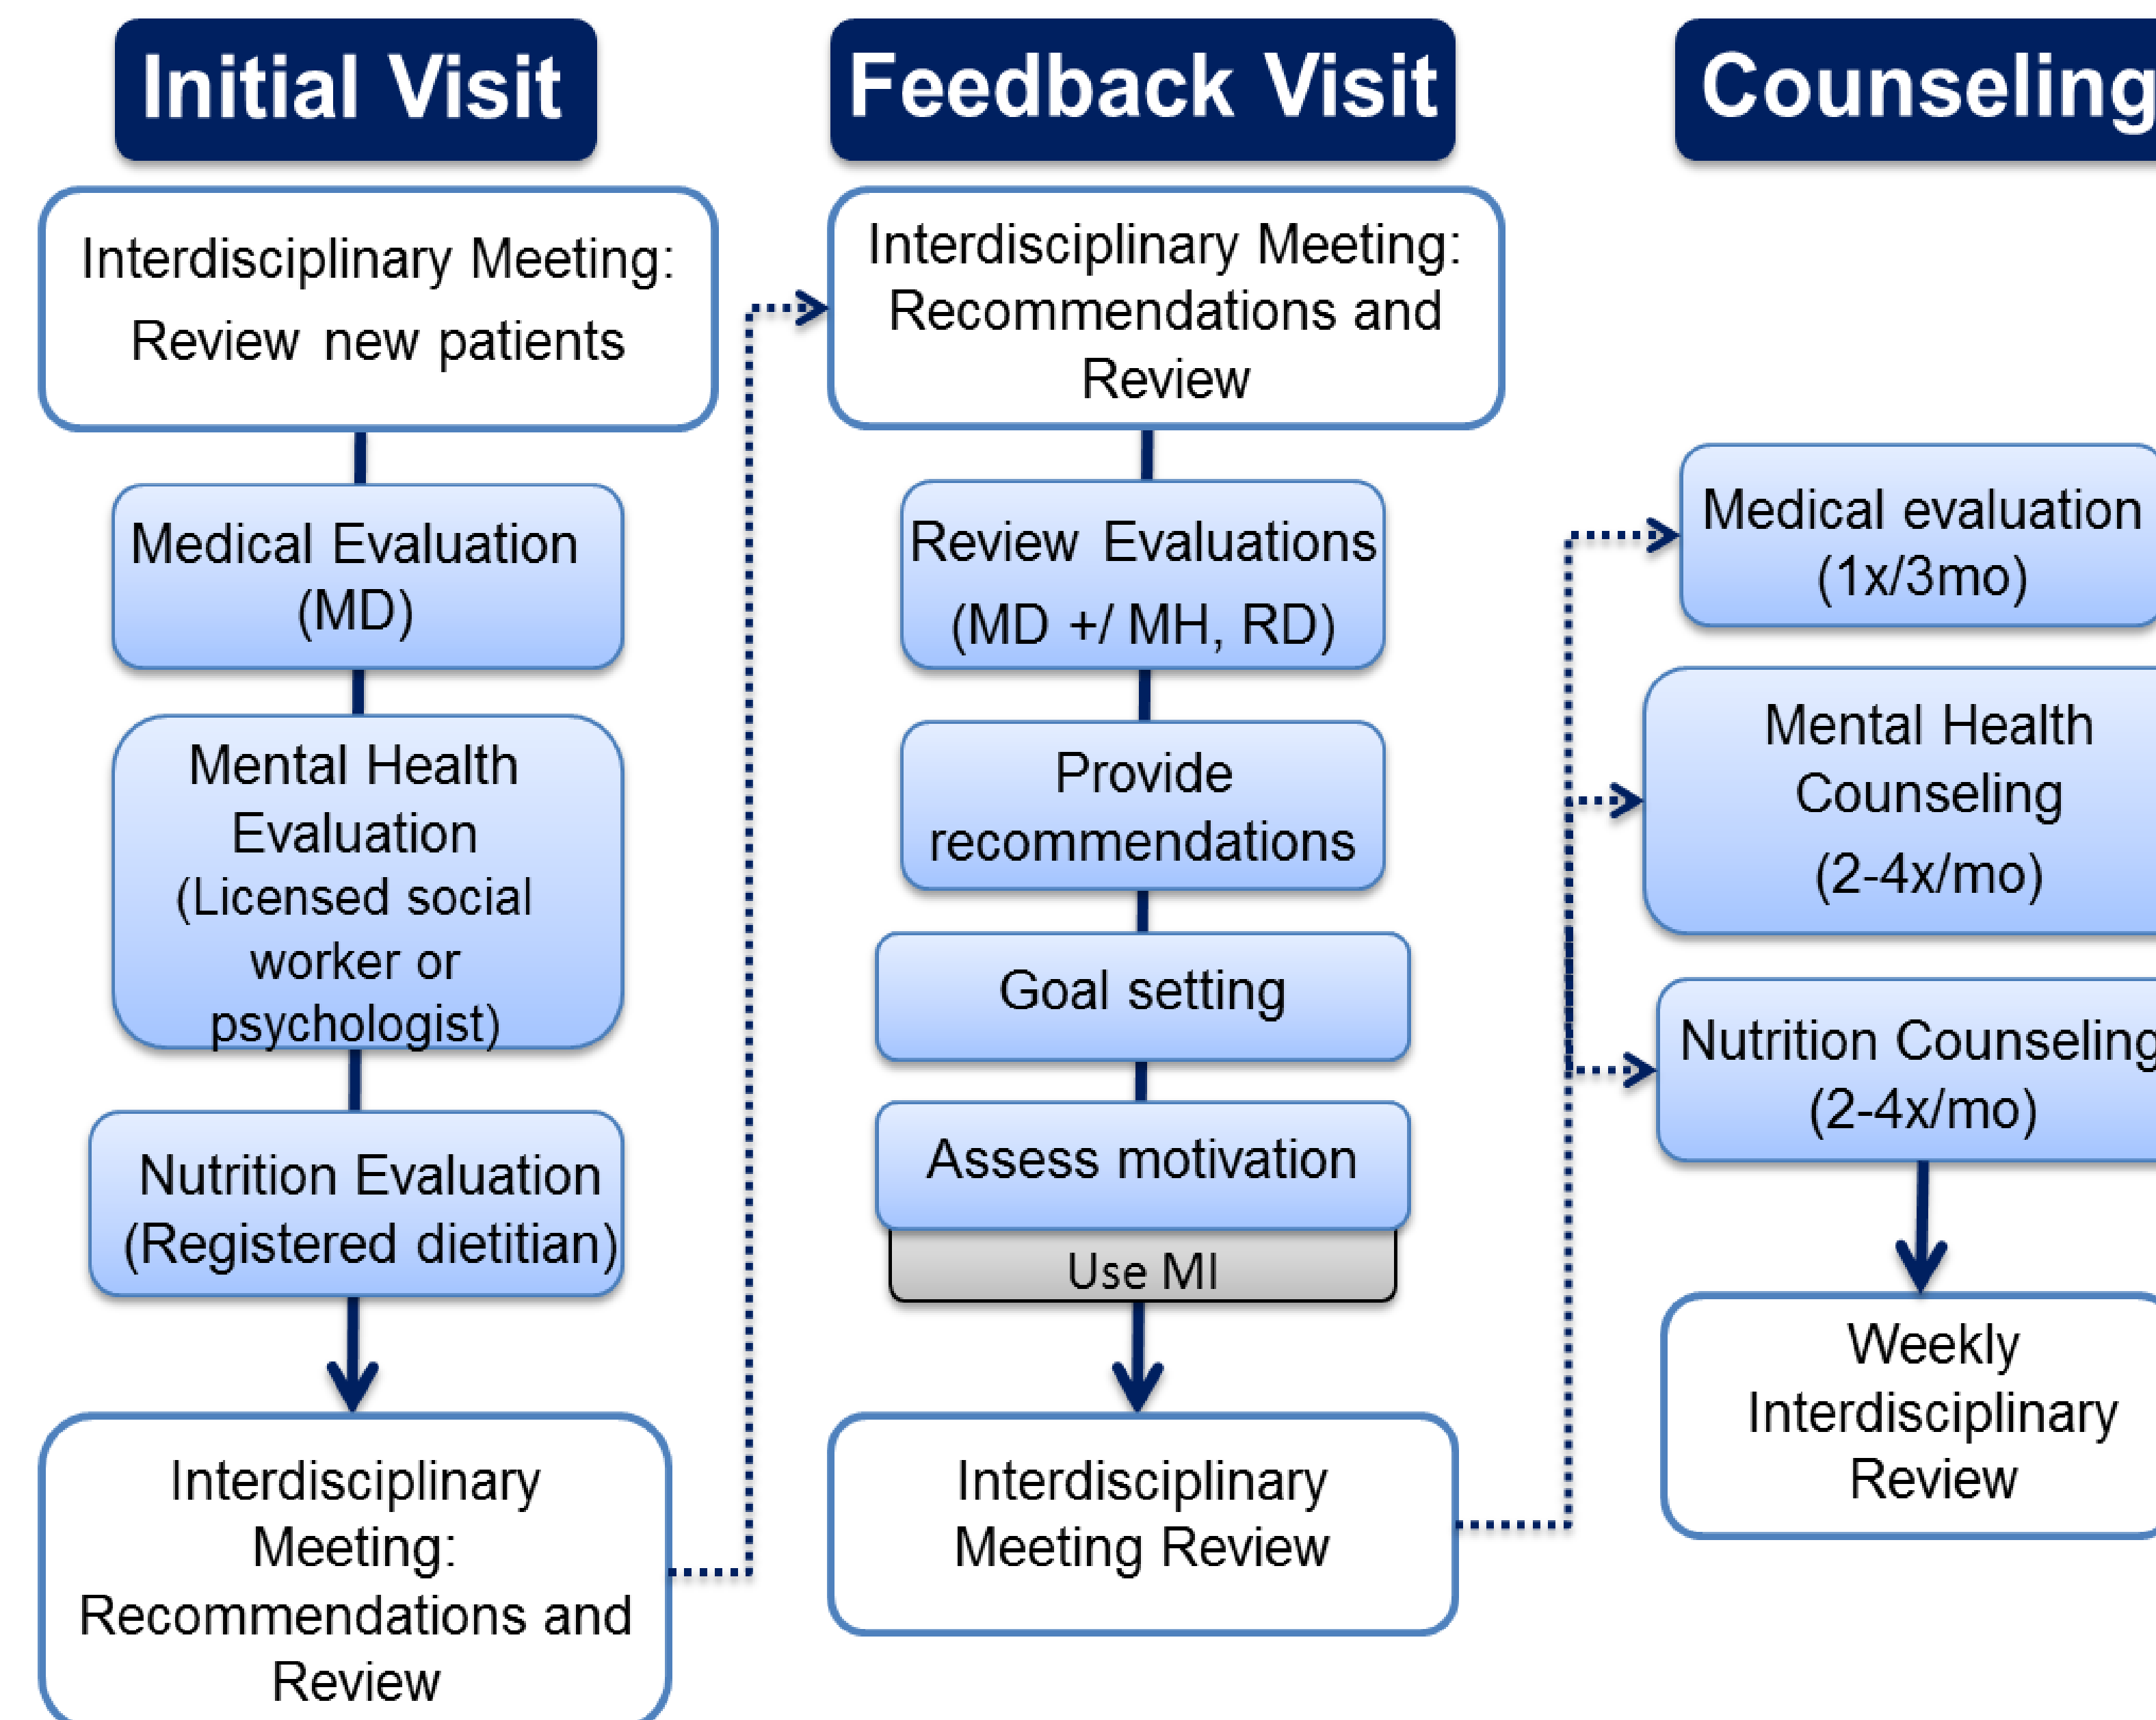 Initial Visit
Interdisciplinary Meeting:
Review new patients
Medical Evaluation
(MD)
Mental Health
Evaluation
(Licensed social
worker or
psychologist)
Nutrition Evaluation
(Registered dietitian)
Interdisciplinary
Meeting:
Recommendations and
Review
Feedback Visit
Interdisciplinary Meeting:
Recommendations and
Review
Review Evaluations
(MD +/ MH, RD)
Provide
recommendations
Goal setting
Assess motivation
Use MI
Interdisciplinary
Meeting Review
Counseling
Medical evaluation
(1x/3mo)
Mental Health
Counseling
(2-4x/mo)
Nutrition Counseling
(2-4x/mo)
Weekly
Interdisciplinary
Review